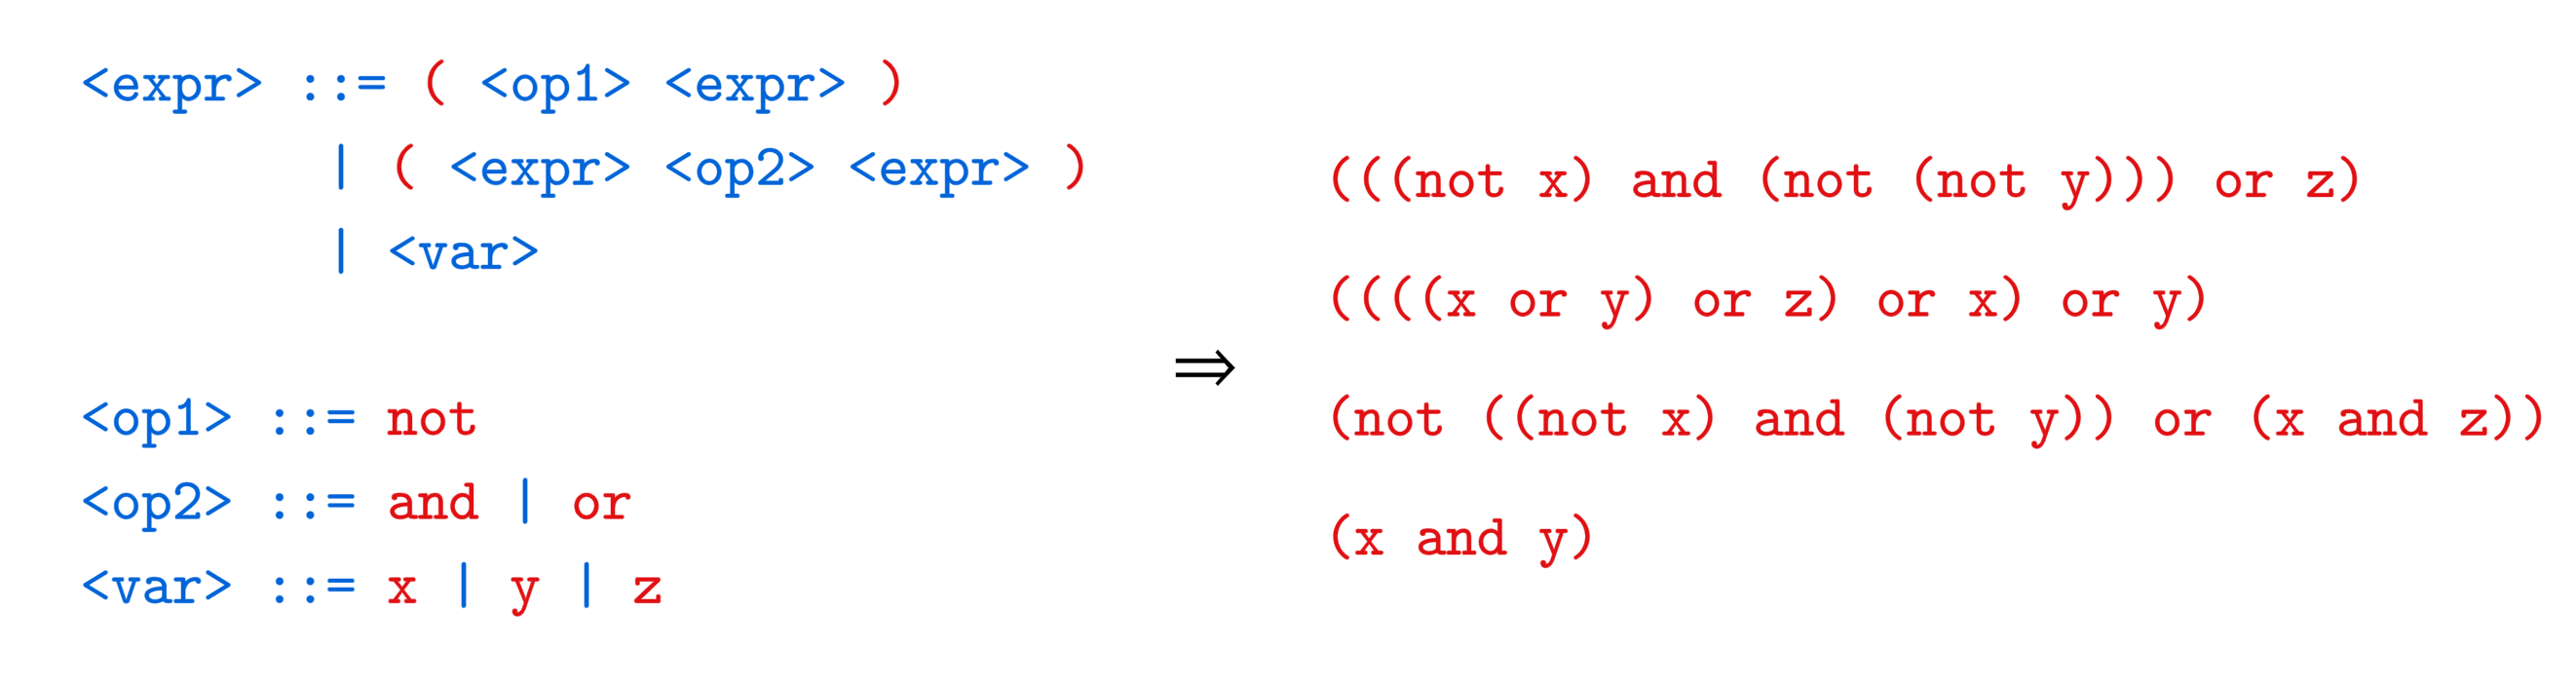 <expr> ::= ( <op1> <expr> )
| ( <expr> <op2> <expr> )
| <var>
<op1> ::= not
<op2> ::= and | or
<var> ::= x | y | z
⇒
(((not x) and (not (not y))) or z)
((((x or y) or z) or x) or y)
(not ((not x) and (not y)) or (x and z))
(x and y)